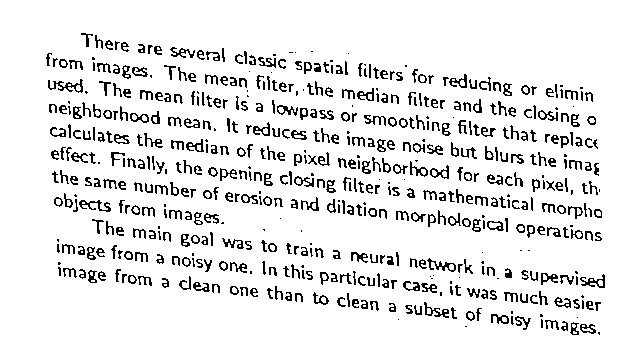 There are several classic spatial filters for reducing or elimin
from images. The mean filter, the median filter and the closing o
used. The mean filter is a lowpass or smoothing filter that replac
neighborhood mean. It reduces the image noise but blurs the imag
calculates the median of the pixel neighborhood for each pixel, th
effect. Finally, the opening closing filter is a mathematical morpho
the same number of erosion and dilation morphological operations
objects from images.
The main goal was to train a neural network in a supervised
image from a noisy one. In this particular case, it was much easier
image from a clean one than to clean a subset of noisy images.